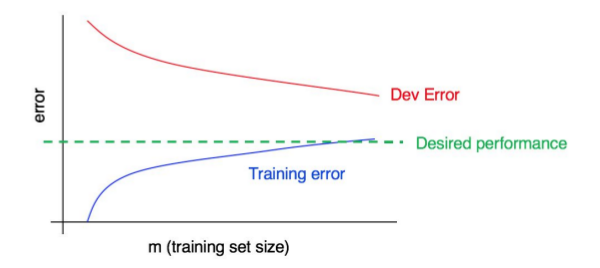 error
Dev Error
Desired performance
Training error
m (training set size)